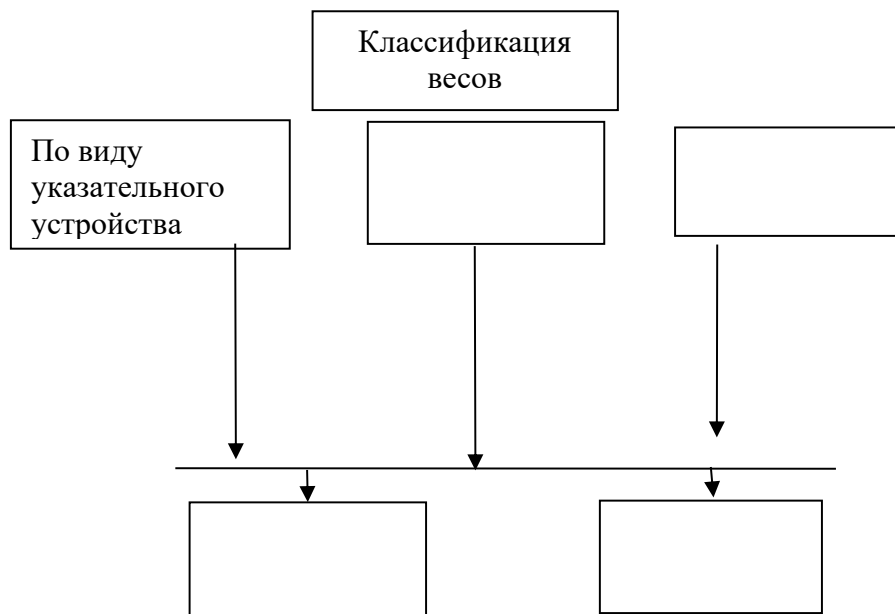 Классификация
весов
По виду
указательного
устройства